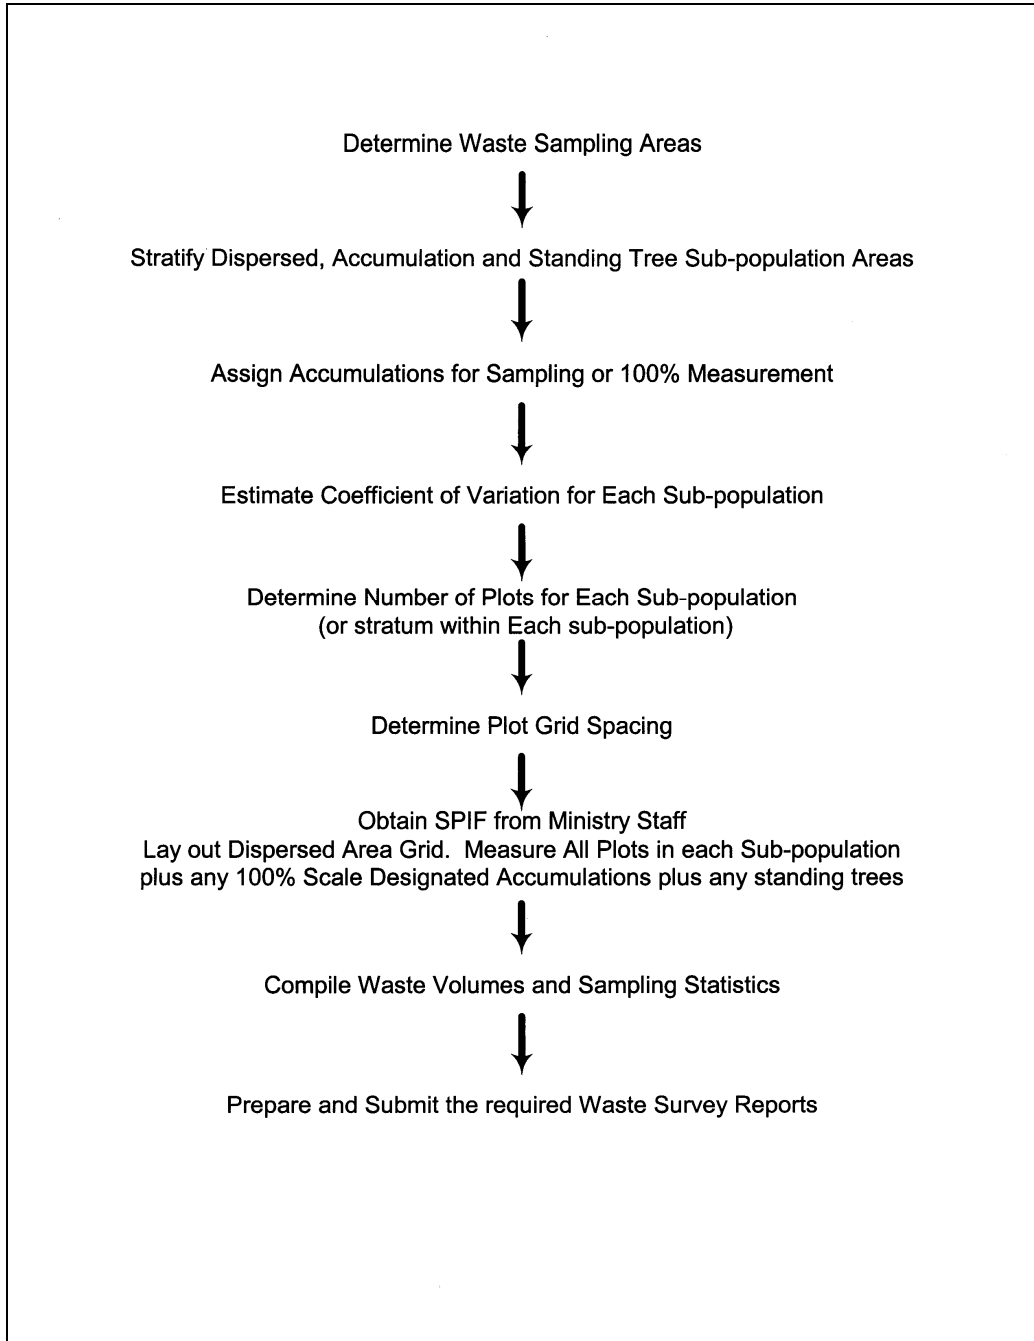 Determine Waste Sampling Areas
Stratify Dispersed, Accumulation and Standing Tree Sub-population Areas
Assign Accumulations for Sampling or 100% Measurement
Estimate Coefficient of Variation for Each Sub-population
Determine Number of Plots for Each Sub-population
(or stratum within Each sub-population)
Determine Plot Grid Spacing
Obtain SPIF from Ministry Staff
Lay out Dispersed Area Grid.  Measure All Plots in each Sub-population
plus any 100% Scale Designated Accumulations plus any standing trees
Compile Waste Volumes and Sampling Statistics
Prepare and Submit the required Waste Survey Reports